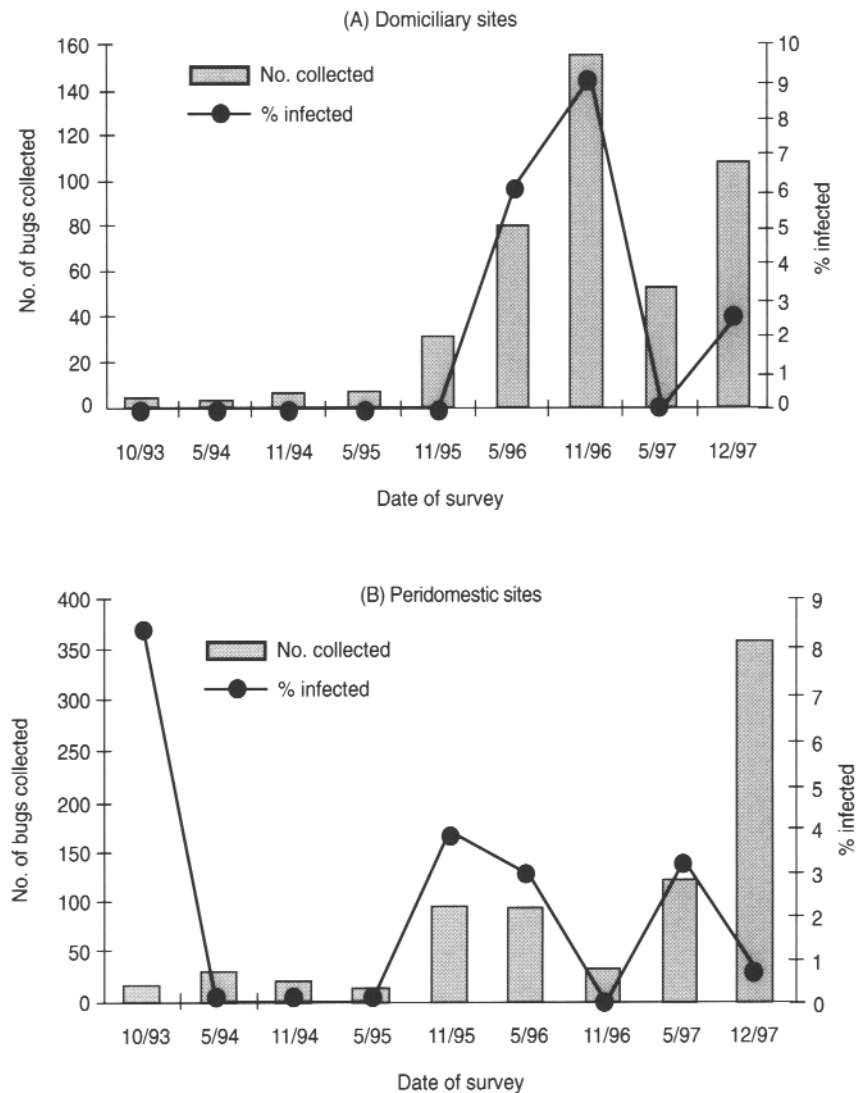 (A) Domiciliary sites
No. of bugs collected
160
140
120
100
80
60
40
20
0
No. collected
% infected
10
9
8
7
6
5
4
3
2
1
0
% infected
10/93 5/94 11/94 5/95 11/95 5/96 11/96 5/97 12/97
Date of survey
(B) Peridomestic sites
No. of bugs collected
400
350
300
250
200
150
100
50
0
No. collected
% infected
9
8
7
6
5
4
3
2
1
0
% infected
10/93 5/94 11/94 5/95 11/95 5/96 11/96 5/97 12/97
Date of survey